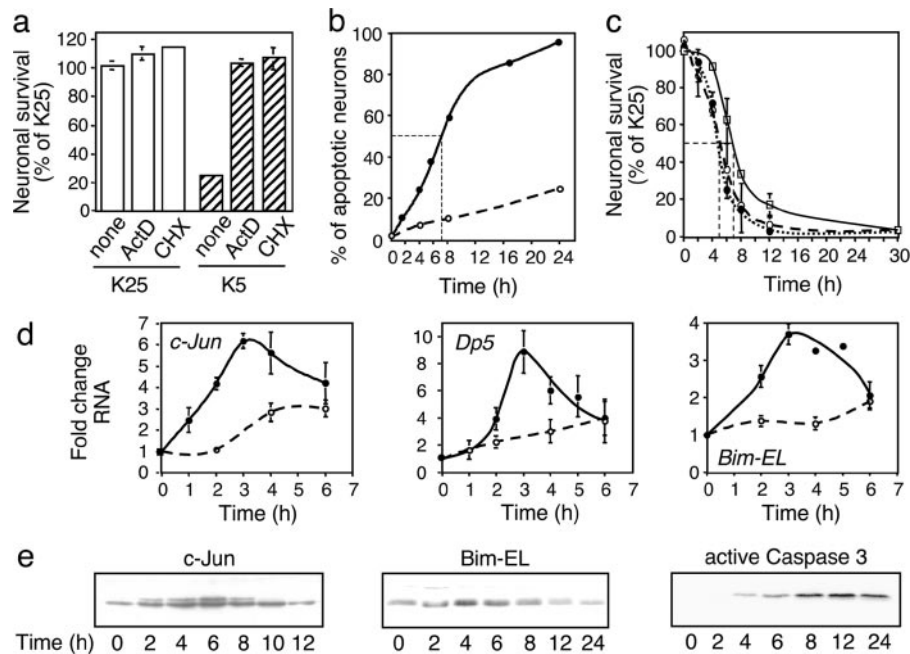 a
Neuronal survival
(% of K25)
120
100
80
60
40
20
0
none
ActD
CHX
none
ActD
CHX
K25
K5
b
% of apoptotic neurons
100
80
60
40
20
0
0 2 4 6 7 8 12 16 20 24
Time (h)
c
Neuronal survival
(% of K25)
100
80
60
40
20
0
0 4 8 12 16 20 30
Time (h)
d
Fold change
RNA
c-Jun
7
6
5
4
3
2
1
0 1 2 3 4 5 6 7
Time (h)
Dp5
10
8
6
4
2
0
0 1 2 3 4 5 6 7
Time (h)
Bim-EL
4
3
2
1
0
0 1 2 3 4 5 6 7
Time (h)
e
c-Jun
Time (h) 0 2 4 6 8 10 12
Bim-EL
0 2 4 6 8 12 24
active Caspase 3
0 2 4 6 8 12 24